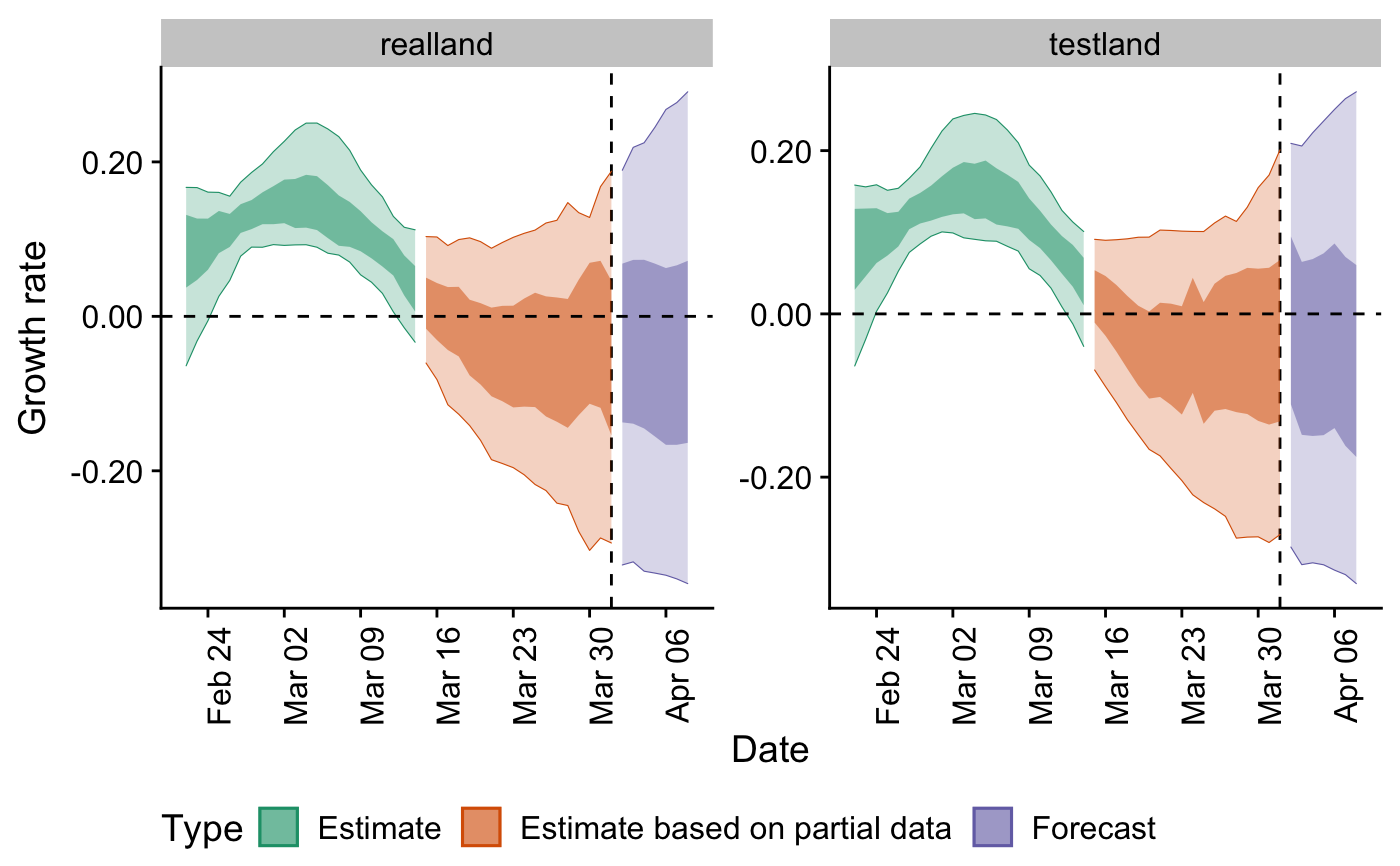 realland
testland
Growth rate
0.20
0.00
-0.20
0.20
0.00
-0.20
Feb 24
Mar 02
Mar 09
Mar 16
Mar 23
Mar 30
Apr 06
Feb 24
Mar 02
Mar 09
Mar 16
Mar 23
Mar 30
Apr 06
Date
Type Estimate Estimate based on partial data Forecast